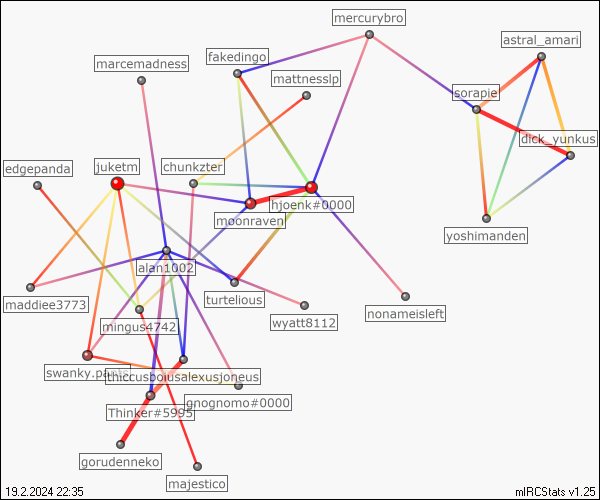 mercurybro
astral_amari
fakedingo
marcemadness
mattnesslp
sorapie
dick_yunkus
edgepanda
juketm
chunkzter
hjoenk#0000
moonraven
yoshimanden
alan1002
maddiee3773
turtelious
nonameisleft
wyatt8112
mingus4742
swanky.pants
thiccusboiusalexusjoneus
gnognomo#0000
Thinker#5995
gorudenneko
majestico
19.2.2024 22:35
mIRCStats v1.25